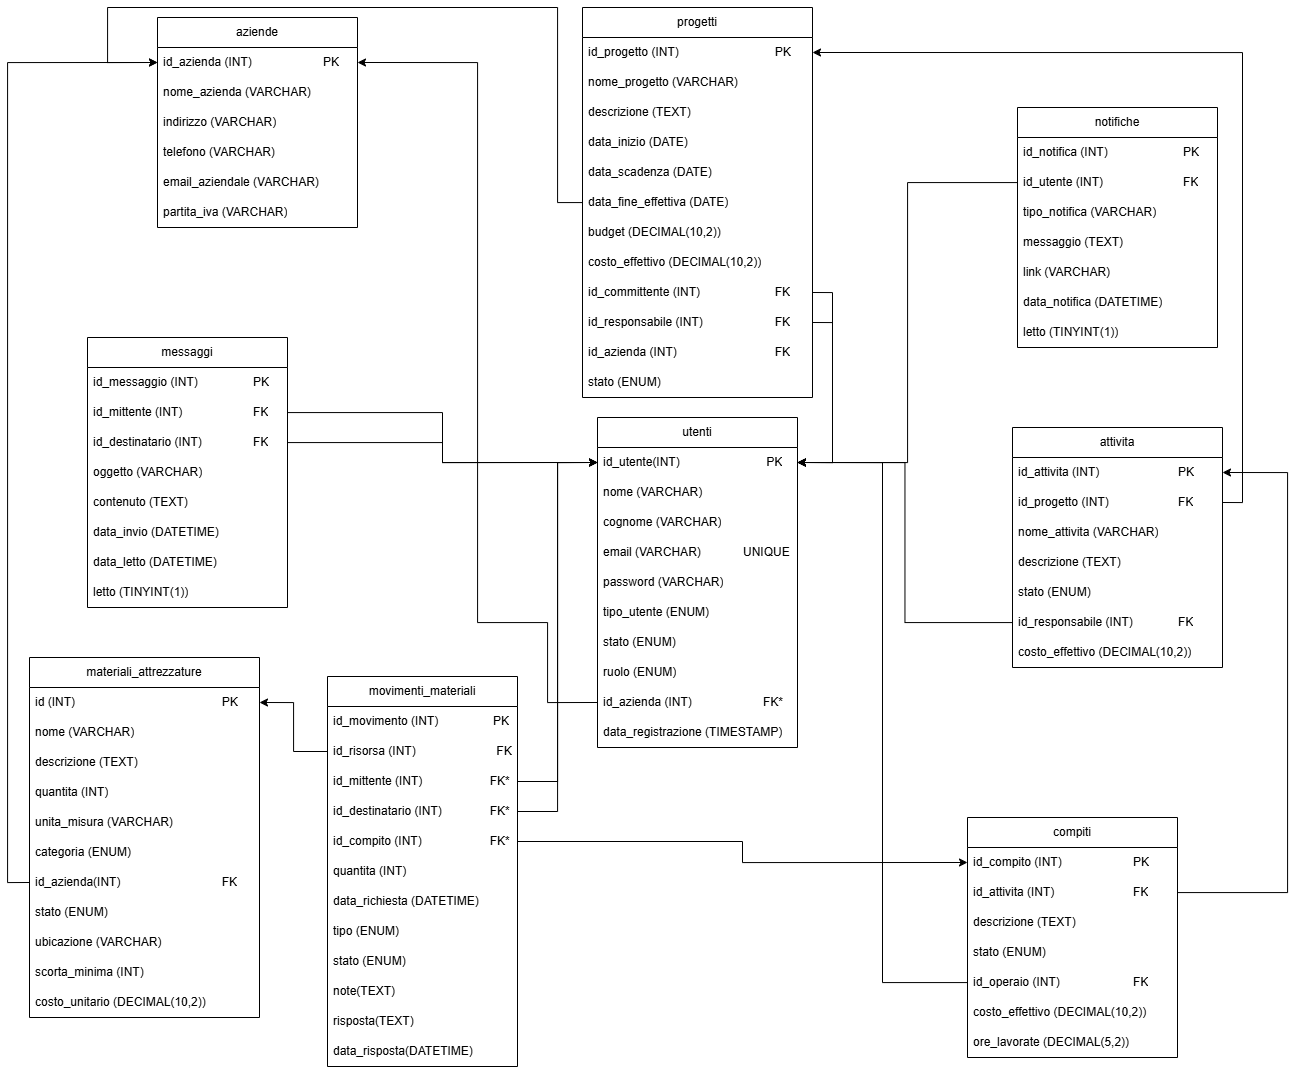 aziende
id_azienda (INT) PK
nome_azienda (VARCHAR)
indirizzo (VARCHAR)
telefono (VARCHAR)
email_aziendale (VARCHAR)
partita_iva (VARCHAR)
progetti
id_progetto (INT) PK
nome_progetto (VARCHAR)
descrizione (TEXT)
data_inizio (DATE)
data_scadenza (DATE)
data_fine_effettiva (DATE)
budget (DECIMAL(10,2))
costo_effettivo (DECIMAL(10,2))
id_committente (INT) FK
id_responsabile (INT) FK
id_azienda (INT) FK
stato (ENUM)
notifiche
id_notifica (INT) PK
id_utente (INT) FK
tipo_notifica (VARCHAR)
messaggio (TEXT)
link (VARCHAR)
data_notifica (DATETIME)
letto (TINYINT(1))
messaggi
id_messaggio (INT) PK
id_mittente (INT) FK
id_destinatario (INT) FK
oggetto (VARCHAR)
contenuto (TEXT)
data_invio (DATETIME)
data_letto (DATETIME)
letto (TINYINT(1))
utenti
id_utente(INT) PK
nome (VARCHAR)
cognome (VARCHAR)
email (VARCHAR) UNIQUE
password (VARCHAR)
tipo_utente (ENUM)
stato (ENUM)
ruolo (ENUM)
id_azienda (INT) FK*
data_registrazione (TIMESTAMP)
attivita
id_attivita (INT) PK
id_progetto (INT) FK
nome_attivita (VARCHAR)
descrizione (TEXT)
stato (ENUM)
id_responsabile (INT) FK
costo_effettivo (DECIMAL(10,2))
materiali_attrezzature
id (INT) PK
nome (VARCHAR)
descrizione (TEXT)
quantita (INT)
unita_misura (VARCHAR)
categoria (ENUM)
id_azienda(INT) FK
stato (ENUM)
ubicazione (VARCHAR)
scorta_minima (INT)
costo_unitario (DECIMAL(10,2))
movimenti_materiali
id_movimento (INT) PK
id_risorsa (INT) FK
id_mittente (INT) FK*
id_destinatario (INT) FK*
id_compito (INT) FK*
quantita (INT)
data_richiesta (DATETIME)
tipo (ENUM)
stato (ENUM)
note(TEXT)
risposta(TEXT)
data_risposta(DATETIME)
compiti
id_compito (INT) PK
id_attivita (INT) FK
descrizione (TEXT)
stato (ENUM)
id_operaio (INT) FK
costo_effettivo (DECIMAL(10,2))
ore_lavorate (DECIMAL(5,2))